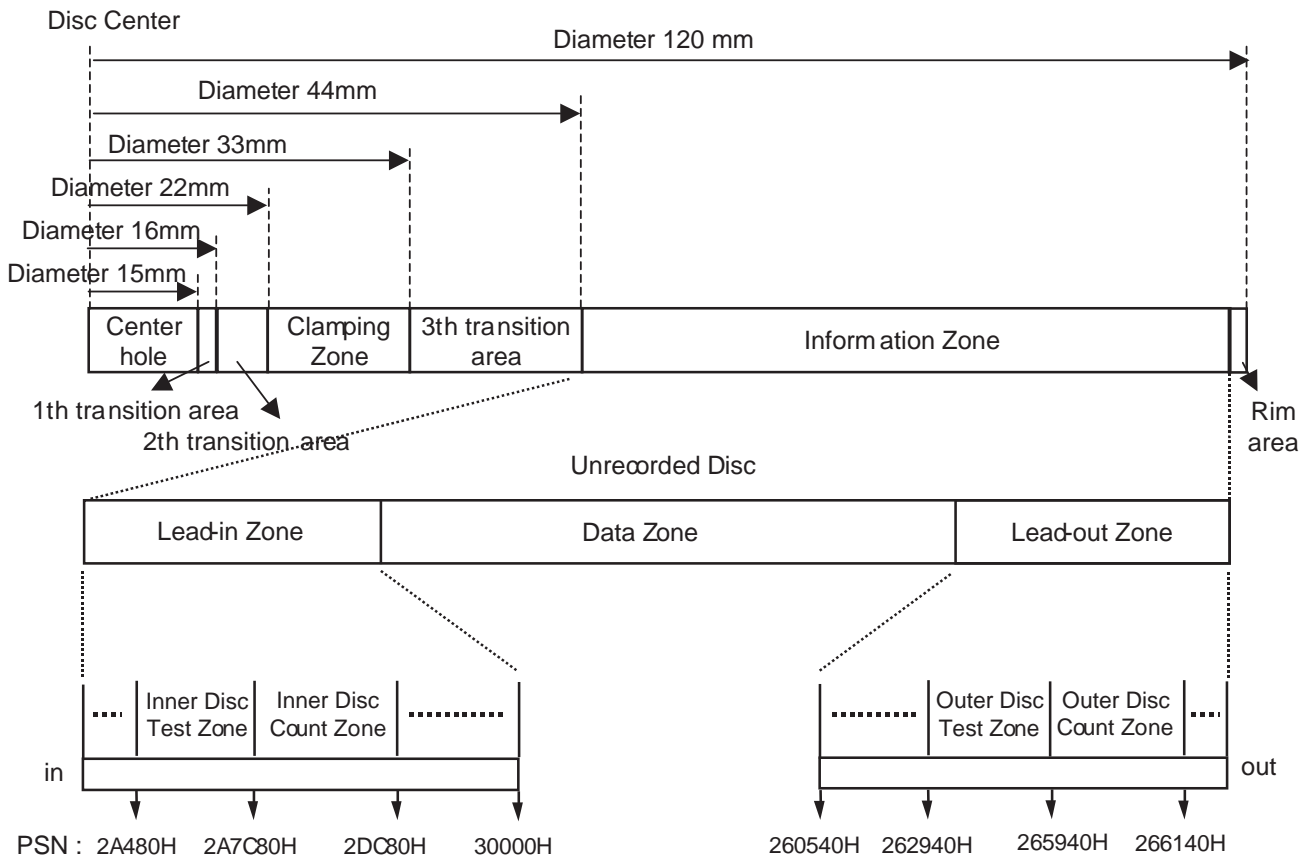 Disc Center
Diameter 120 mm
Diameter 44mm
Diameter 33mm
Diameter 22mm
Diameter 16mm
Diameter 15mm
Center
hole
Clamping
Zone
3th transition
area
Information Zone
1th transition area
2th transition area
Rim
area
Unrecorded Disc
Lead-in Zone
Data Zone
Lead-out Zone
Inner Disc
Test Zone
Inner Disc
Count Zone
Outer Disc
Test Zone
Outer Disc
Count Zone
in
out
PSN : 2A480H 2A7C80H 2DC80H 30000H 260540H 262940H 265940H 266140H